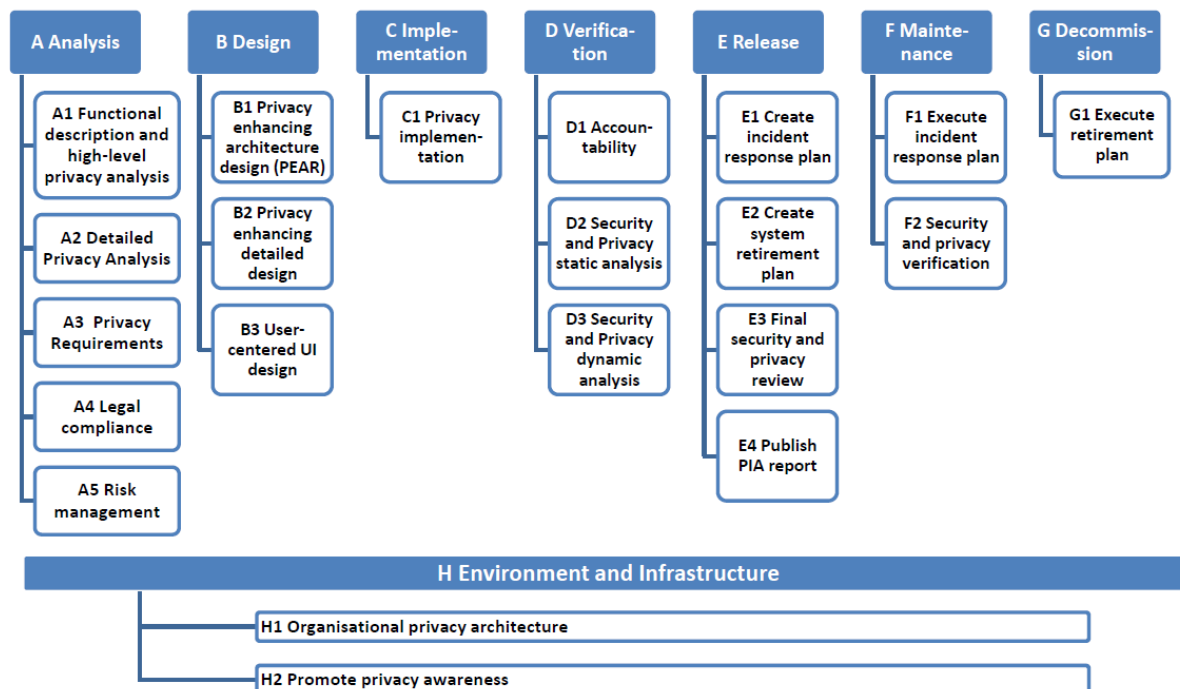 A Analysis
A1 Functional
description and
high-level
privacy analysis
A2 Detailed
Privacy Analysis
A3 Privacy
Requirements
A4 Legal
compliance
A5 Risk
management
B Design
B1 Privacy
enhancing
architecture
design (PEAR)
B2 Privacy
enhancing
detailed
design
B3 User-
centered UI
design
C Imple-
mentation
C1 Privacy
implemen-
tation
D Verifica-
tion
D1 Accoun-
tability
D2 Security
and Privacy
static analysis
D3 Security
and Privacy
dynamic
analysis
E Release
E1 Create
incident
response plan
E2 Create
system
retirement
plan
E3 Final
security and
privacy
review
E4 Publish
PIA report
F Mainte-
nance
F1 Execute
incident
response plan
F2 Security
and privacy
verification
G Decommis-
sion
G1 Execute
retirement
plan
H Environment and Infrastructure
H1 Organisational privacy architecture
H2 Promote privacy awareness